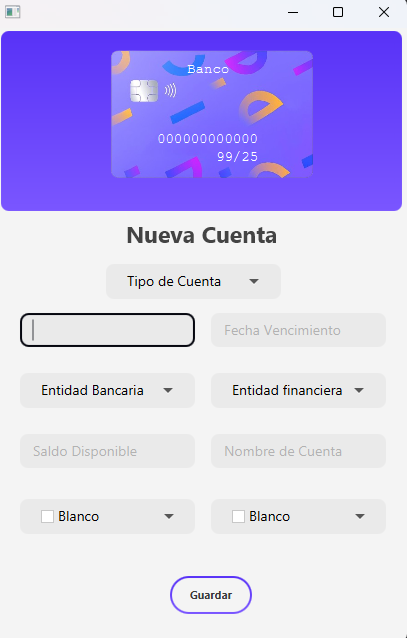 Banco
000000000000
99/25
Nueva Cuenta
Tipo de Cuenta
Fecha Vencimiento
Entidad Bancaria
Entidad financiera
Saldo Disponible
Nombre de Cuenta
Blanco
Blanco
Guardar